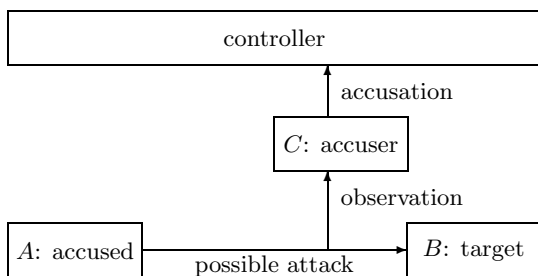 controller
accusation
C: accuser
observation
A: accused
B: target
possible attack